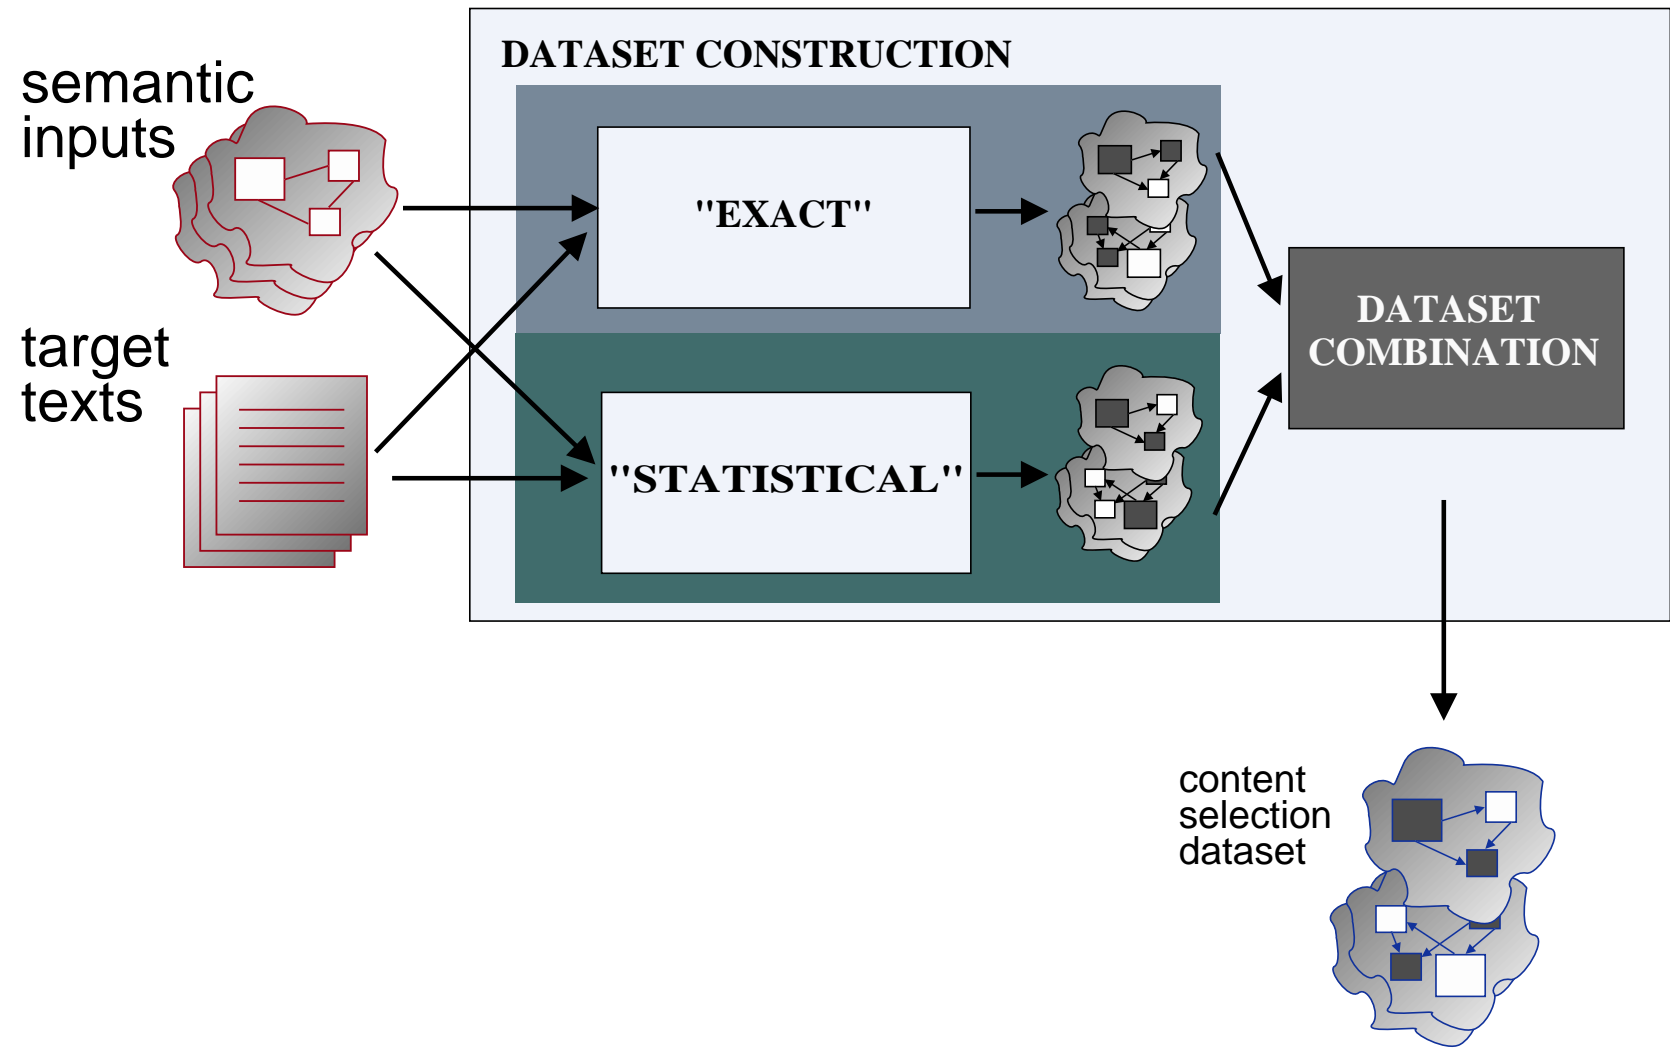 DATASET CONSTRUCTION
semantic
inputs
"EXACT"
target
texts
"STATISTICAL"
DATASET
COMBINATION
content
selection
dataset